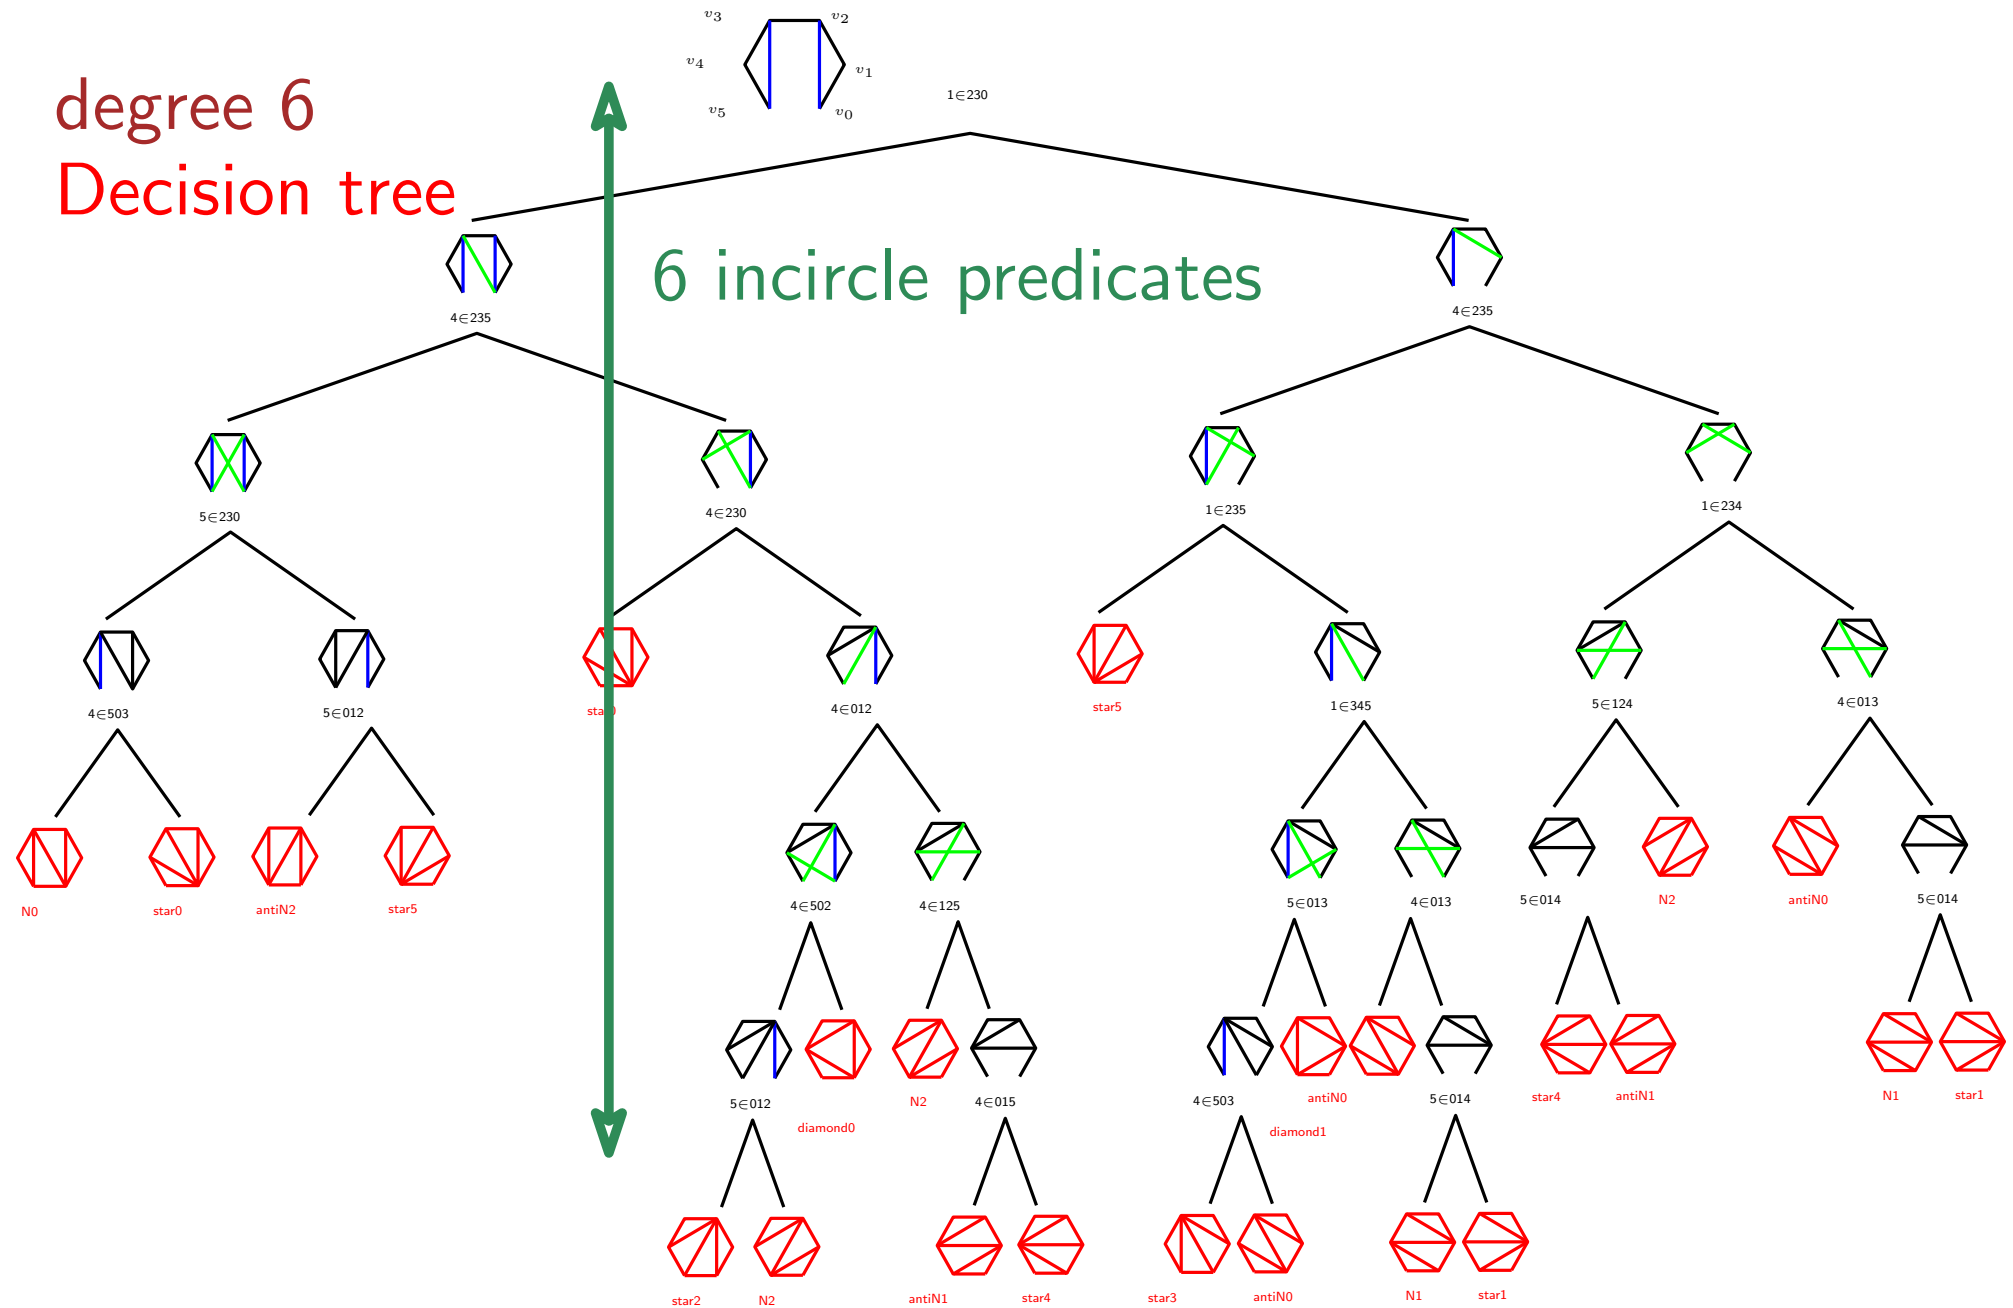 v3 v2
v4 v1
v5 v0
1∈230
degree 6
Decision tree
6 incircle predicates
4∈235 4∈235
5∈230 4∈230 1∈235 1∈234
4∈503 5∈012 star0 4∈012 star5 1∈345 5∈124 4∈013
N0 star0 antiN2 star5 4∈502 4∈125 5∈013 4∈013 5∈014 N2 antiN0 5∈014
5∈012 diamond0 N2 4∈015 4∈503 diamond1 antiN0 5∈014 star4 antiN1 N1 star1
star2 N2 antiN1 star4 star3 antiN0 N1 star1